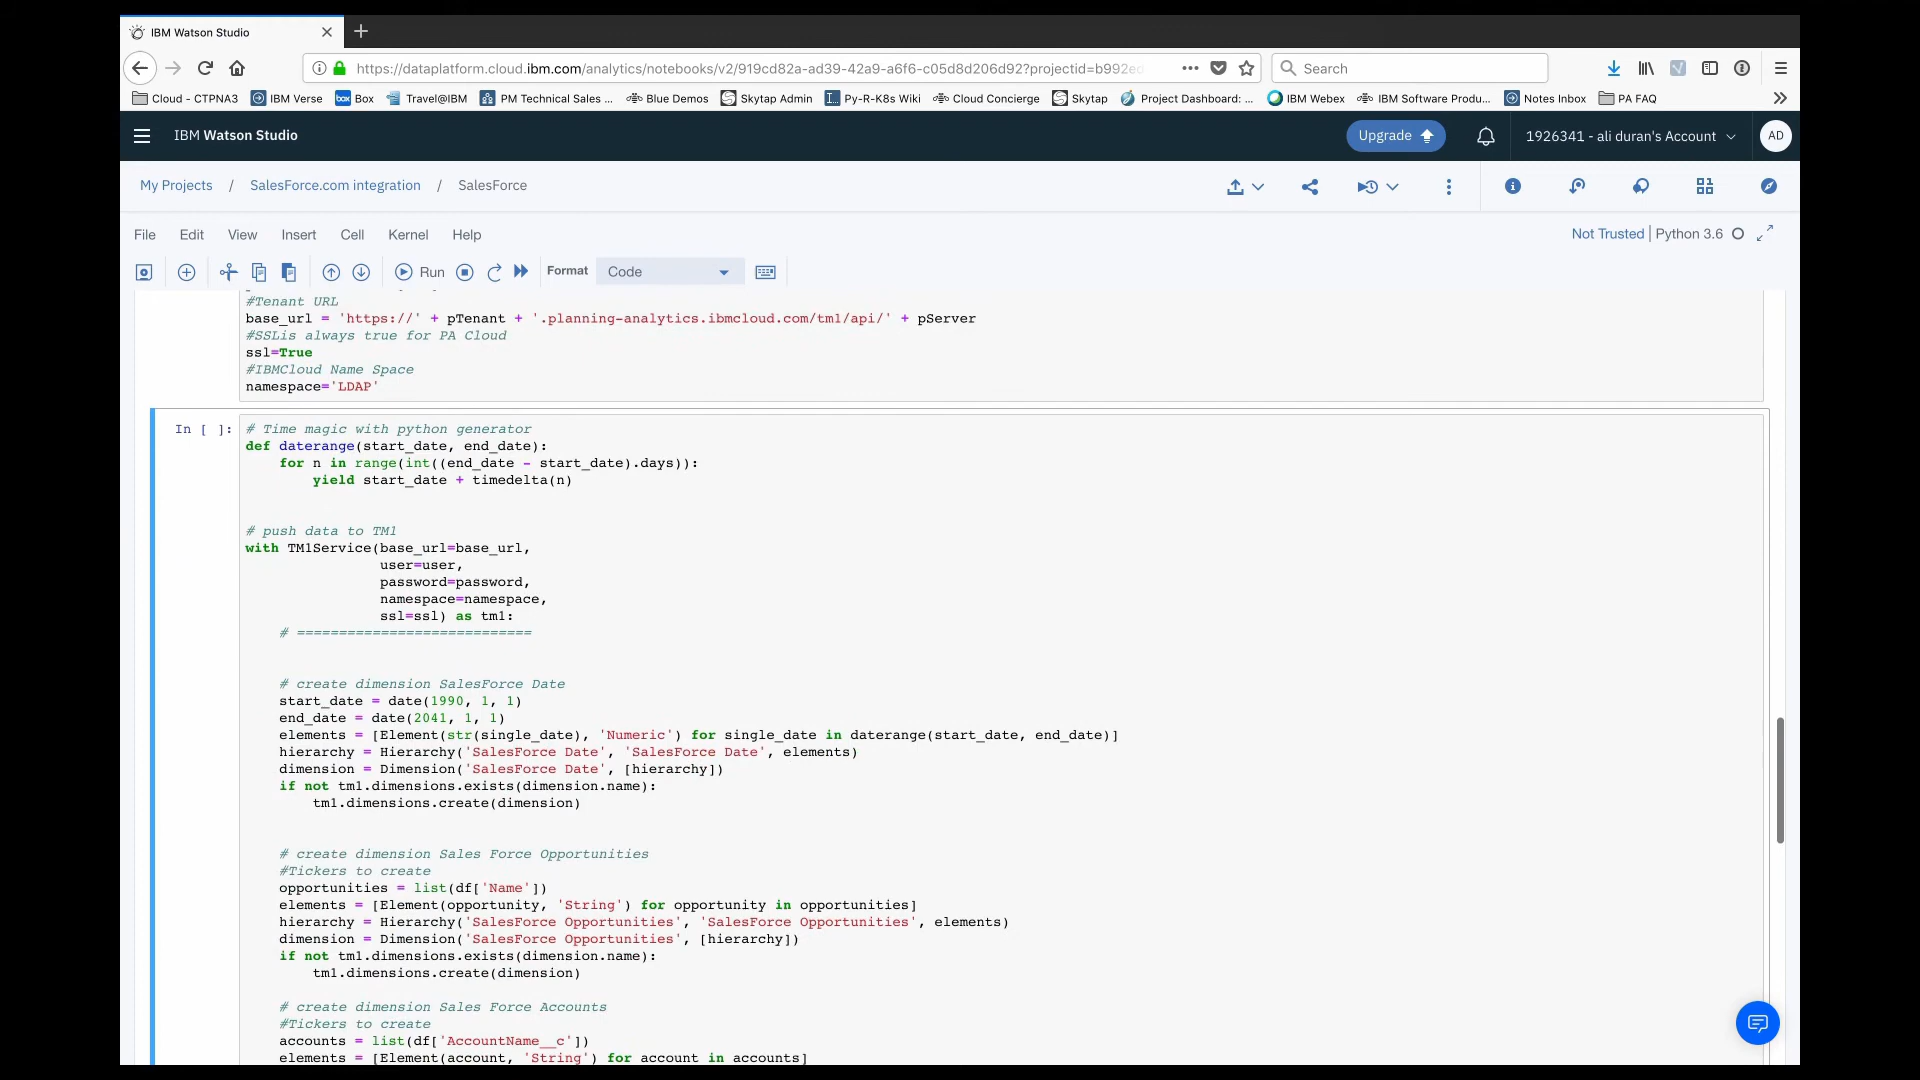 IBM Watson Studio
https://dataplatform.cloud.ibm.com/analytics/notebooks/v2/919cd82a-ad39-42a9-a6f6-c05d8d206d92?projectid=b992ed
Search
Cloud - CTPNA3 IBM Verse Box Travel@IBM PM Technical Sales ... Blue Demos Skytap Admin Py-R-K8s Wiki Cloud Concierge Skytap Project Dashboard: ... IBM Webex IBM Software Produ... Notes Inbox PA FAQ
IBM Watson Studio Upgrade 1926341 - ali duran's Account AD
My Projects / SalesForce.com integration / SalesForce
File Edit View Insert Cell Kernel Help Not Trusted | Python 3.6
Run Format Code
#Tenant URL
base_url = 'https://' + pTenant + '.planning-analytics.ibmcloud.com/tm1/api/' + pServer
#SSLis always true for PA Cloud
ssl=True
#IBMCloud Name Space
namespace='LDAP'
In [ ]: # Time magic with python generator
def daterange(start_date, end_date):
    for n in range(int((end_date - start_date).days)):
        yield start_date + timedelta(n)
# push data to TM1
with TM1Service(base_url=base_url,
                user=user,
                password=password,
                namespace=namespace,
                ssl=ssl) as tm1:
    # ============================
    # create dimension SalesForce Date
    start_date = date(1990, 1, 1)
    end_date = date(2041, 1, 1)
    elements = [Element(str(single_date), 'Numeric') for single_date in daterange(start_date, end_date)]
    hierarchy = Hierarchy('SalesForce Date', 'SalesForce Date', elements)
    dimension = Dimension('SalesForce Date', [hierarchy])
    if not tm1.dimensions.exists(dimension.name):
        tm1.dimensions.create(dimension)
    # create dimension Sales Force Opportunities
    #Tickers to create
    opportunities = list(df['Name'])
    elements = [Element(opportunity, 'String') for opportunity in opportunities]
    hierarchy = Hierarchy('SalesForce Opportunities', 'SalesForce Opportunities', elements)
    dimension = Dimension('SalesForce Opportunities', [hierarchy])
    if not tm1.dimensions.exists(dimension.name):
        tm1.dimensions.create(dimension)
    # create dimension Sales Force Accounts
    #Tickers to create
    accounts = list(df['AccountName__c'])
    elements = [Element(account, 'String') for account in accounts]